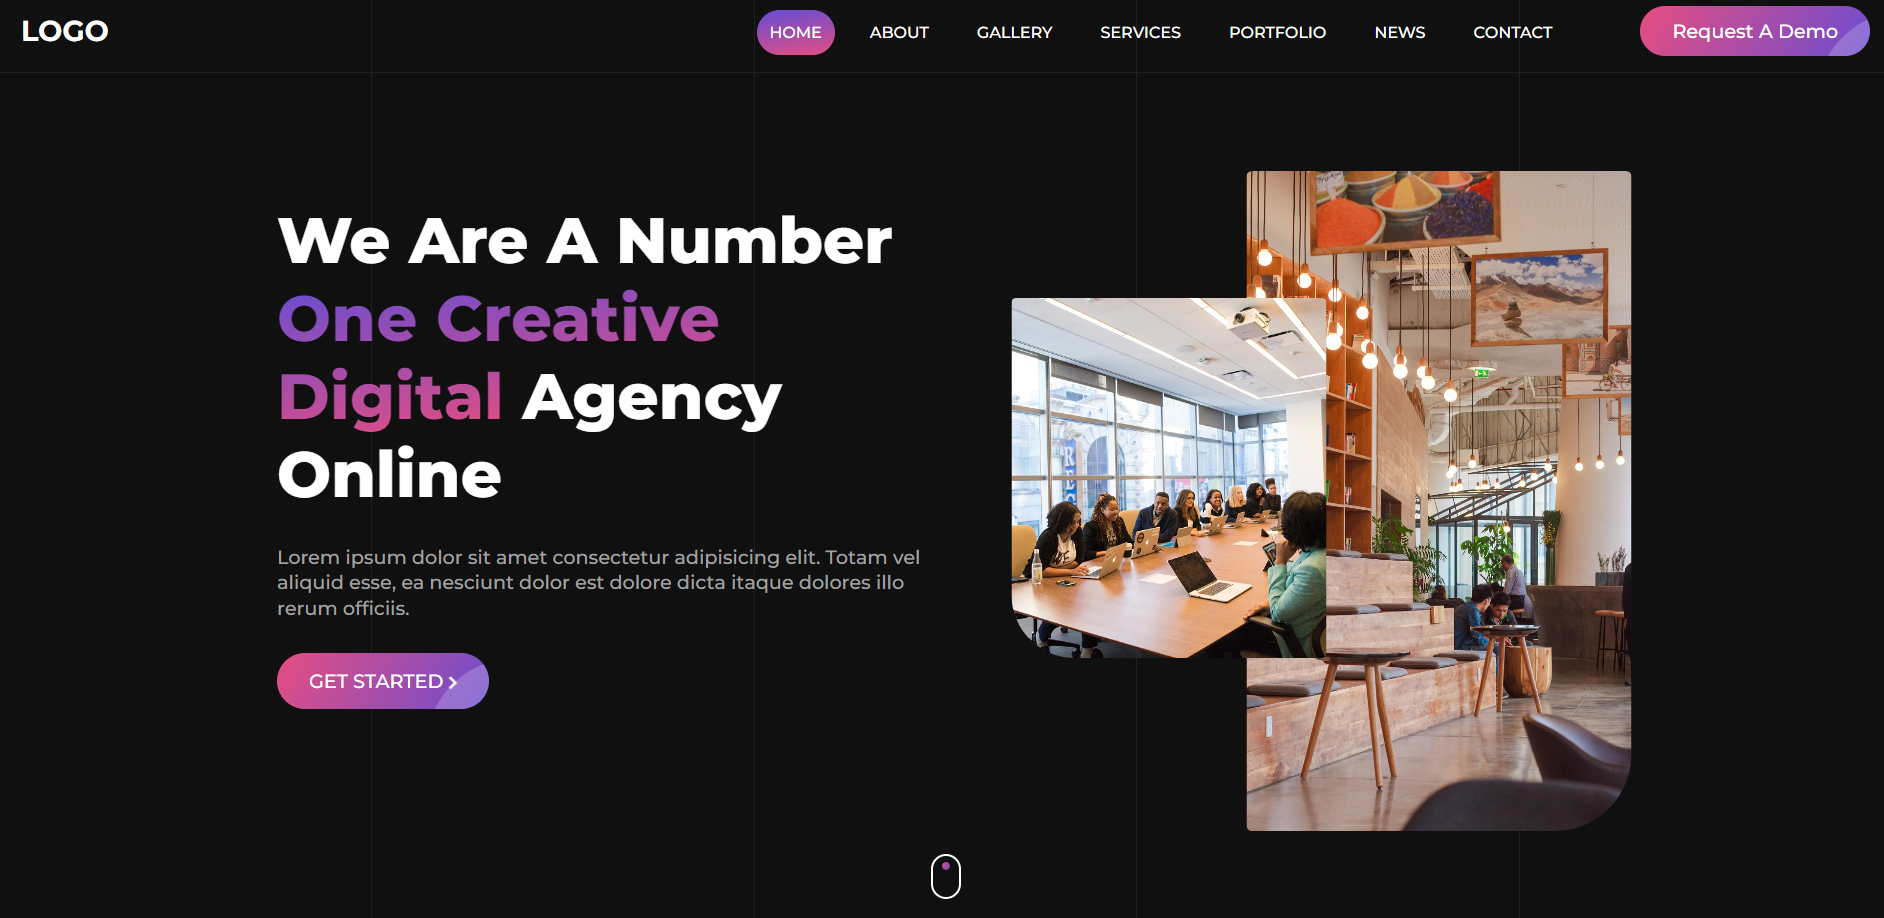 LOGO
HOME ABOUT GALLERY SERVICES PORTFOLIO NEWS CONTACT
Request A Demo
We Are A Number
One Creative
Digital Agency
Online
Lorem ipsum dolor sit amet consectetur adipisicing elit. Totam vel
aliquid esse, ea nesciunt dolor est dolore dicta itaque dolores illo
rerum officiis.
GET STARTED